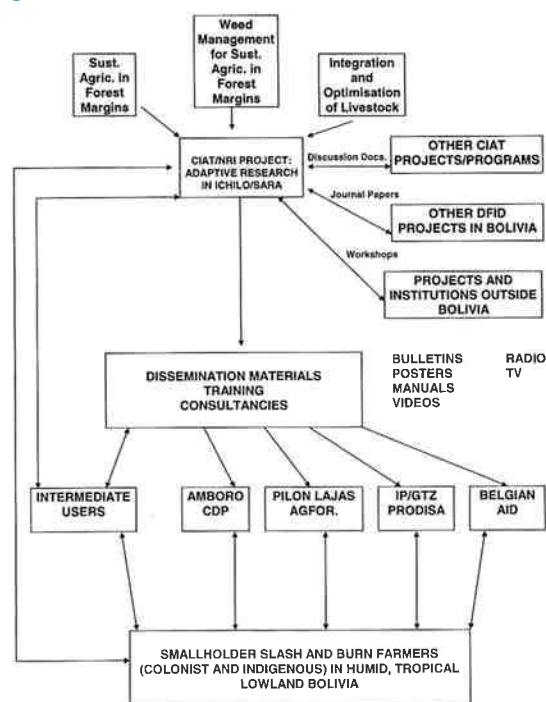 Weed
Management
for Sust.
Agric. in
Forest
Margins
Sust.
Agric. in
Forest
Margins
Integration
and
Optimisation
of Livestock
CIAT/NRI PROJECT:
ADAPTIVE RESEARCH
IN ICHILO/SARA
Discussion Docs.
OTHER CIAT
PROJECTS/PROGRAMS
Journal Papers
OTHER DFID
PROJECTS IN BOLIVIA
Workshops
PROJECTS AND
INSTITUTIONS OUTSIDE
BOLIVIA
DISSEMINATION MATERIALS
TRAINING
CONSULTANCIES
BULLETINS RADIO
POSTERS TV
MANUALS
VIDEOS
INTERMEDIATE
USERS
AMBORO
CDP
PILON LAJAS
AGFOR.
IP/GTZ
PRODISA
BELGIAN
AID
SMALLHOLDER SLASH AND BURN FARMERS
(COLONIST AND INDIGENOUS) IN HUMID, TROPICAL
LOWLAND BOLIVIA